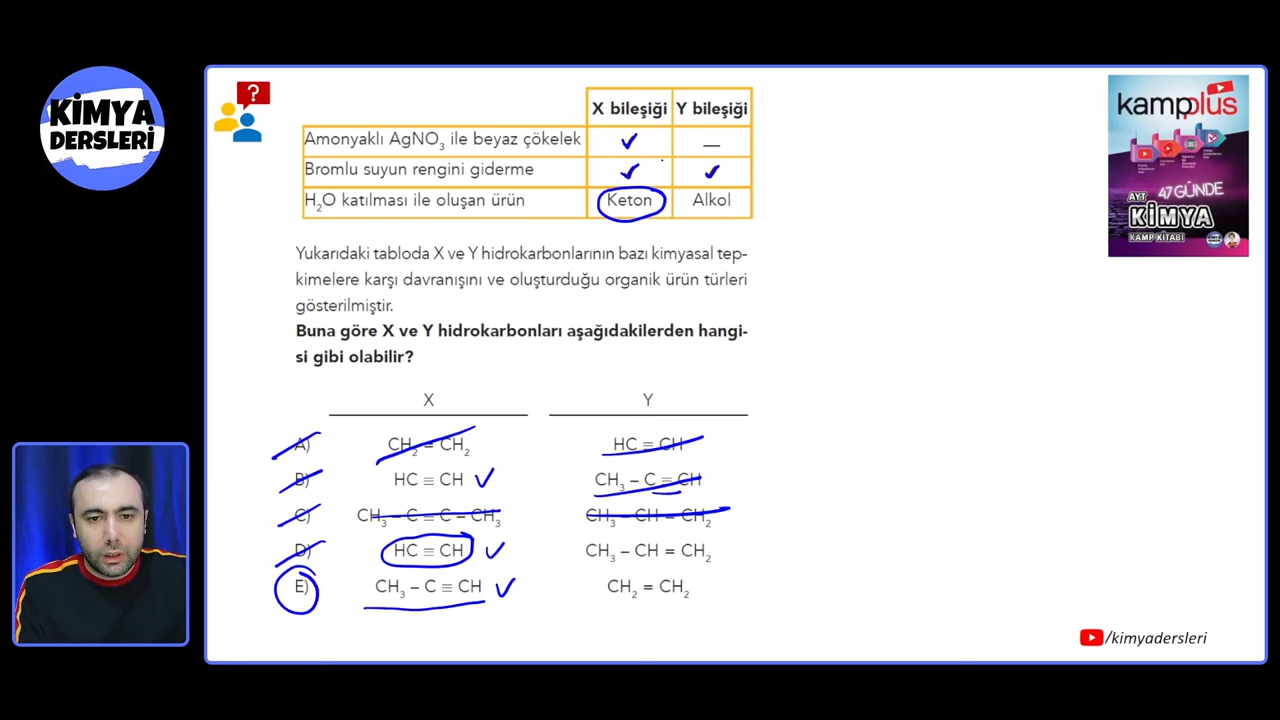 KİMYA
DERSLERİ
?
X bileşiği Y bileşiği
Amonyaklı AgNO3 ile beyaz çökelek ✓ —
Bromlu suyun rengini giderme ✓ ✓
H2O katılması ile oluşan ürün Keton Alkol
Yukarıdaki tabloda X ve Y hidrokarbonlarının bazı kimyasal tep-
kimelere karşı davranışını ve oluşturduğu organik ürün türleri
gösterilmiştir.
Buna göre X ve Y hidrokarbonları aşağıdakilerden hangi-
si gibi olabilir?
X Y
A) CH2 = CH2 HC ≡ CH
B) HC ≡ CH ✓ CH3 – C ≡ CH
C) CH3 – C ≡ C – CH3 CH3 – CH = CH2
D) HC ≡ CH ✓ CH3 – CH = CH2
E) CH3 – C ≡ CH ✓ CH2 = CH2
kampplus
47 GÜNDE
AYT
KİMYA
KAMP KİTABI
/kimyadersleri